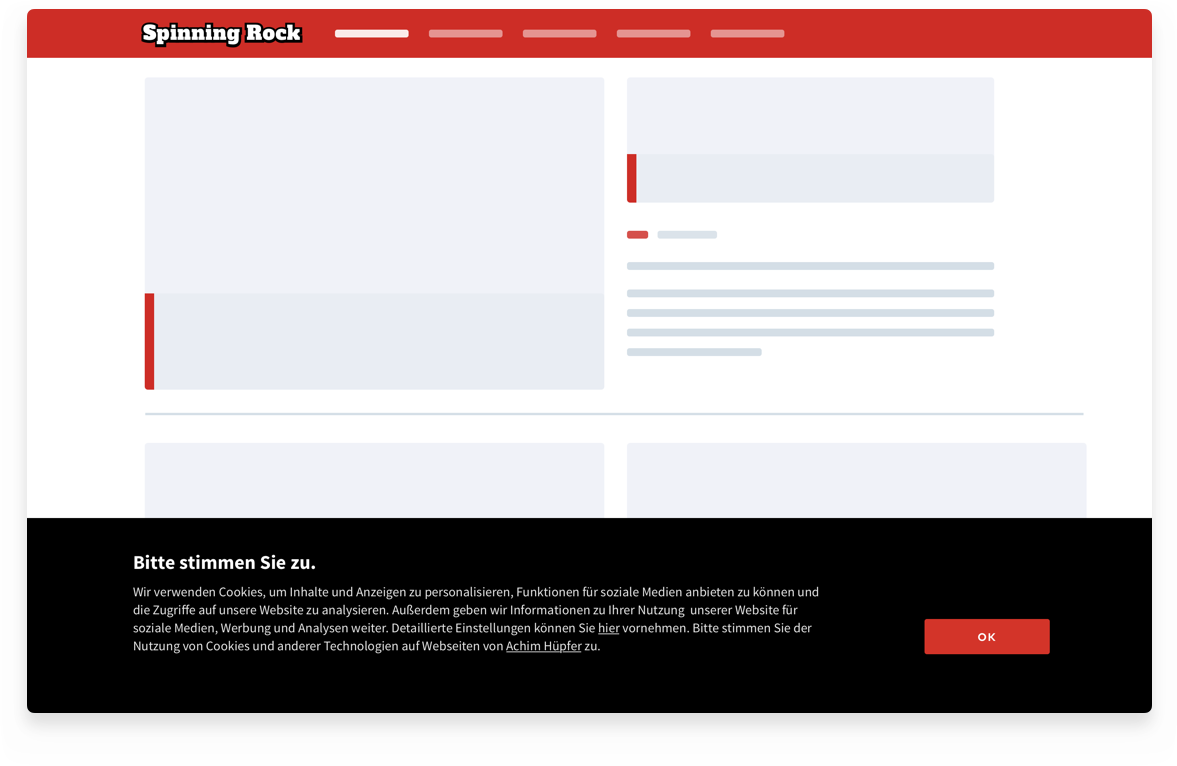 Spinning Rock
Bitte stimmen Sie zu.
Wir verwenden Cookies, um Inhalte und Anzeigen zu personalisieren, Funktionen für soziale Medien anbieten zu können und
die Zugriffe auf unsere Website zu analysieren. Außerdem geben wir Informationen zu Ihrer Nutzung  unserer Website für
soziale Medien, Werbung und Analysen weiter. Detaillierte Einstellungen können Sie hier vornehmen. Bitte stimmen Sie der
Nutzung von Cookies und anderer Technologien auf Webseiten von Achim Hüpfer zu.
OK